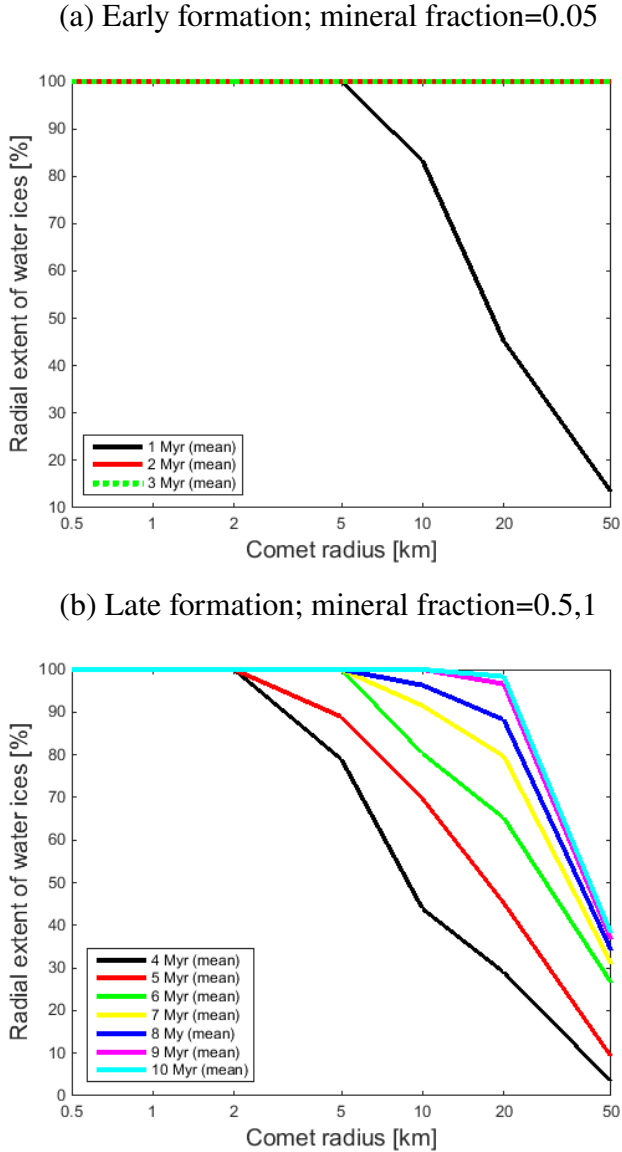 (a) Early formation; mineral fraction=0.05
100
90
80
70
60
50
40
30
20
10
Radial extent of water ices [%]
1 Myr (mean)
2 Myr (mean)
3 Myr (mean)
0.5 1 2 5 10 20 50
Comet radius [km]
(b) Late formation; mineral fraction=0.5,1
100
90
80
70
60
50
40
30
20
10
0
Radial extent of water ices [%]
4 Myr (mean)
5 Myr (mean)
6 Myr (mean)
7 Myr (mean)
8 My (mean)
9 Myr (mean)
10 Myr (mean)
0.5 1 2 5 10 20 50
Comet radius [km]